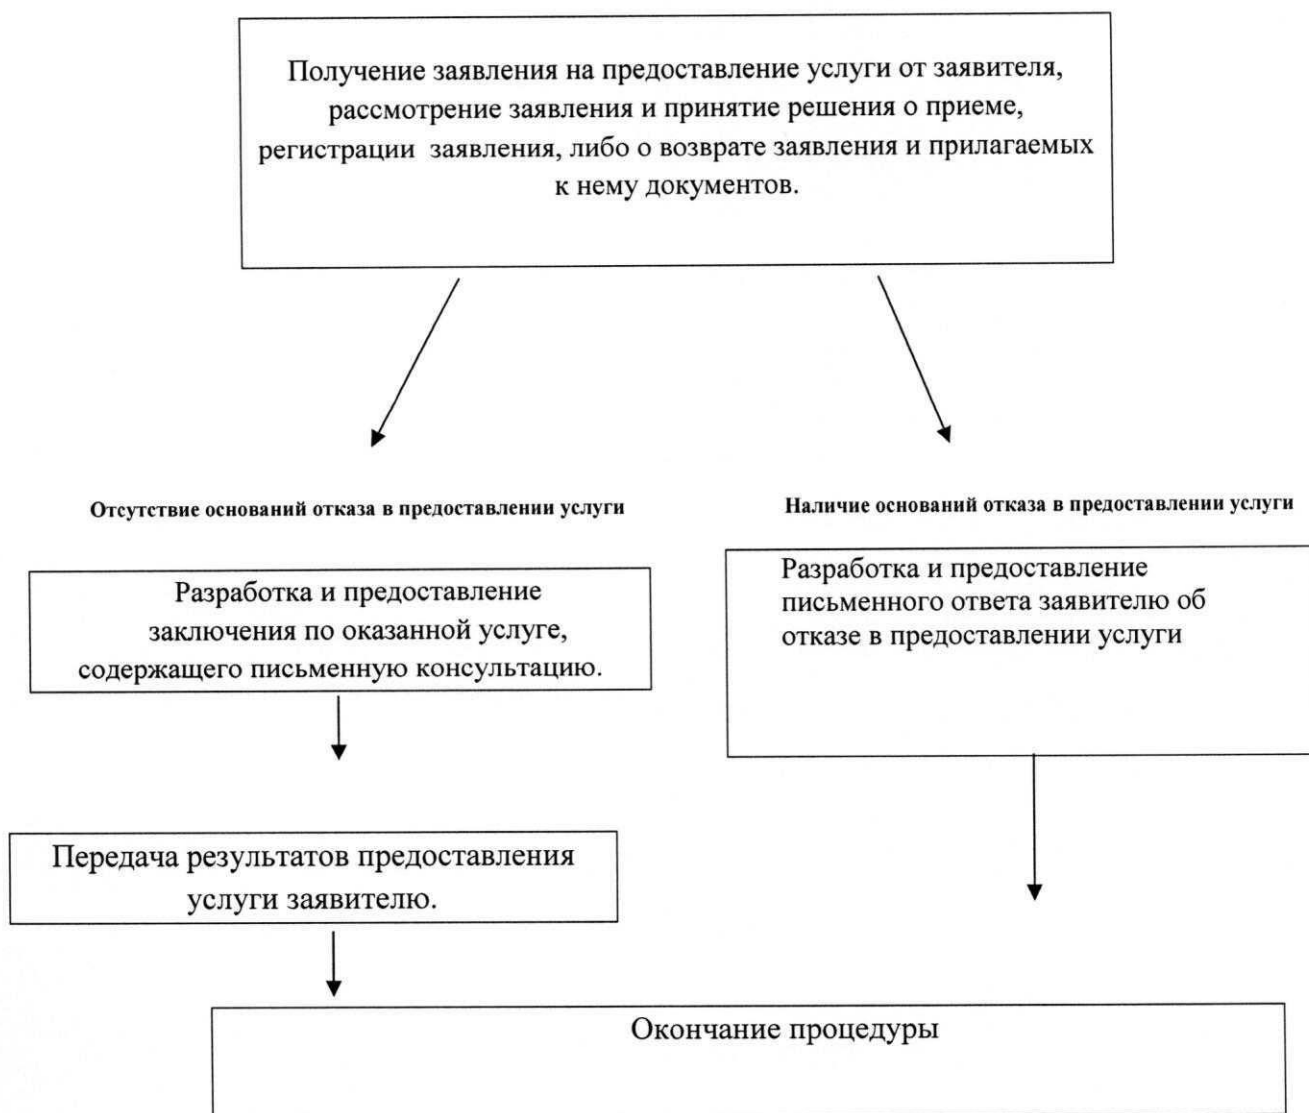 Получение заявления на предоставление услуги от заявителя,
рассмотрение заявления и принятие решения о приеме,
регистрации заявления, либо о возврате заявления и прилагаемых
к нему документов.
Отсутствие оснований отказа в предоставлении услуги
Наличие оснований отказа в предоставлении услуги
Разработка и предоставление
заключения по оказанной услуге,
содержащего письменную консультацию.
Разработка и предоставление
письменного ответа заявителю об
отказе в предоставлении услуги
Передача результатов предоставления
услуги заявителю.
Окончание процедуры